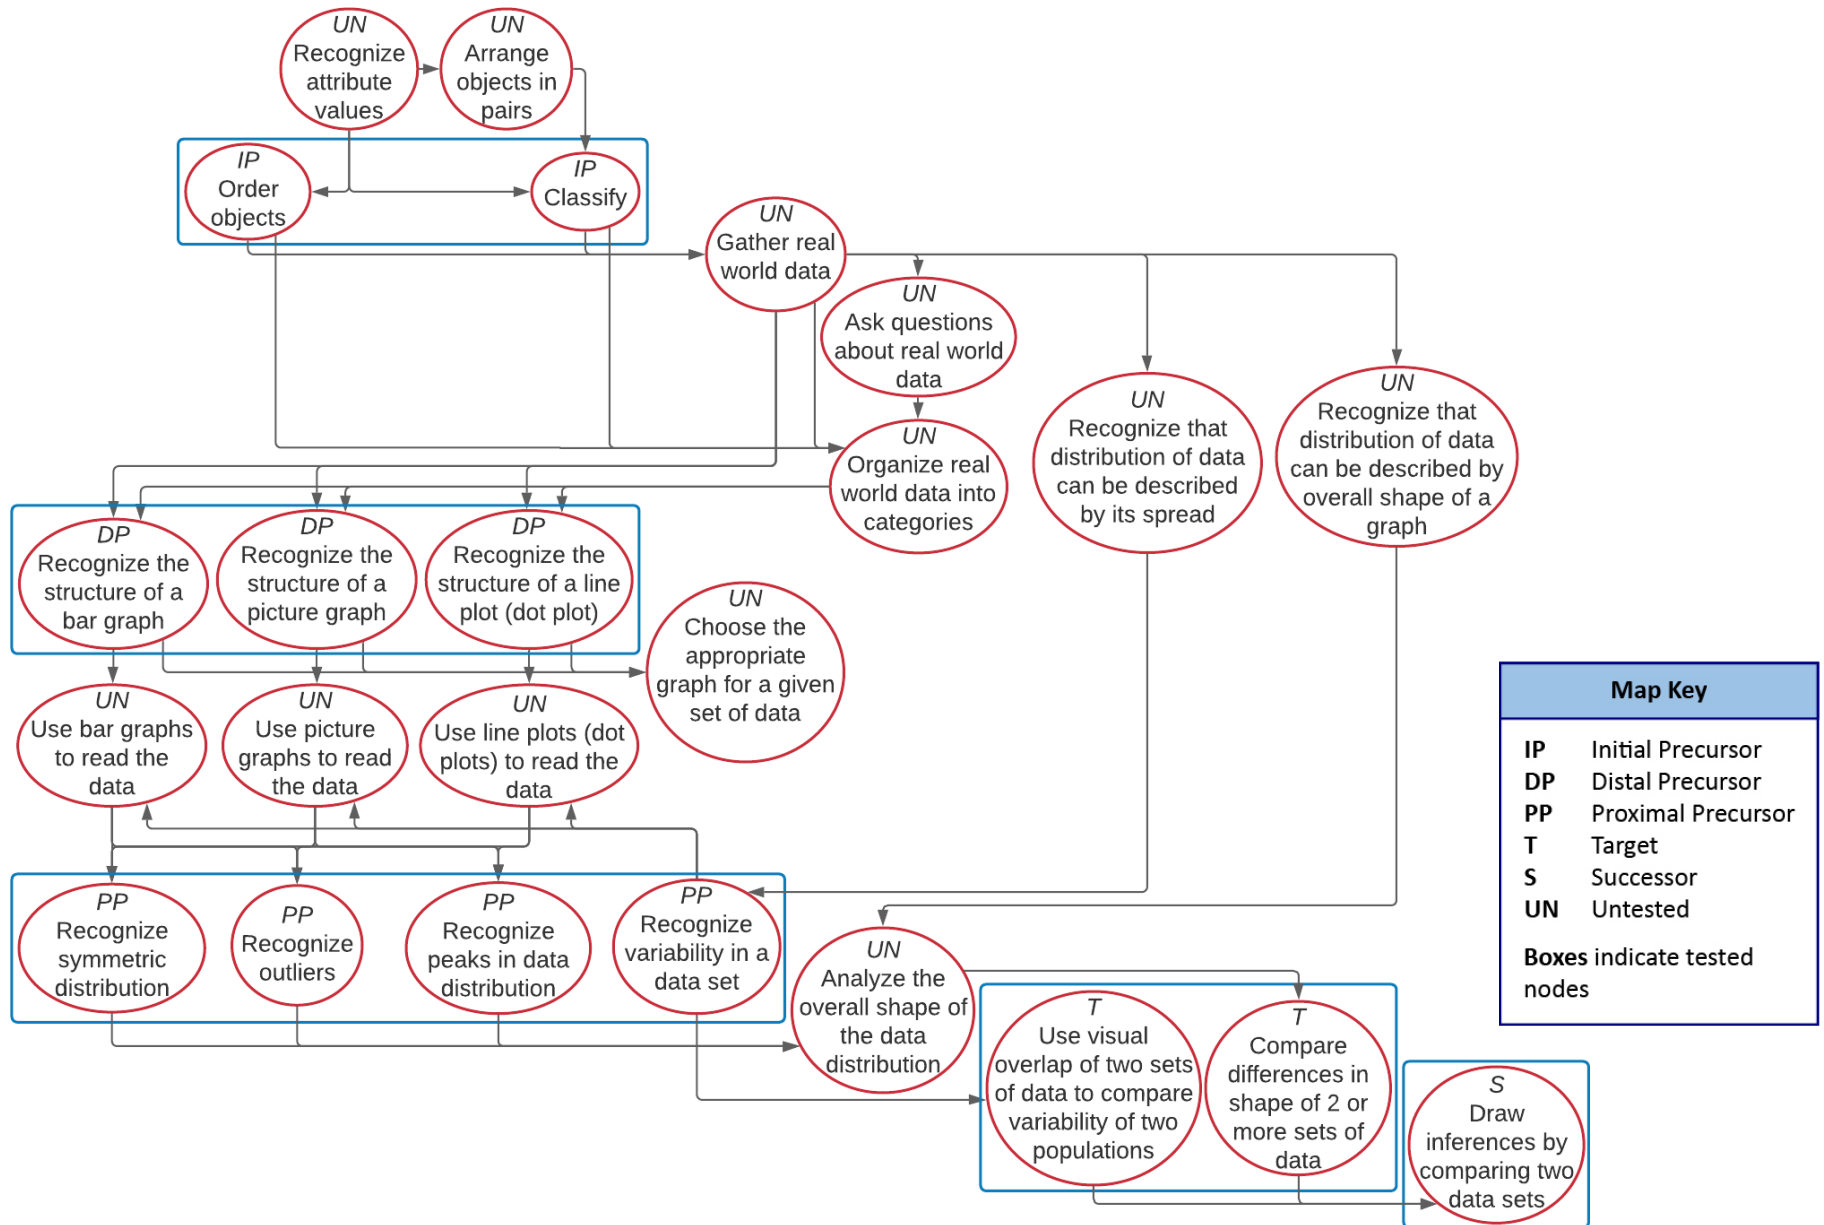 UN
Recognize
attribute
values
UN
Arrange
objects in
pairs
IP
Order
objects
IP
Classify
UN
Gather real
world data
UN
Ask questions
about real world
data
UN
Organize real
world data into
categories
UN
Recognize that
distribution of data
can be described
by its spread
UN
Recognize that
distribution of data
can be described by
overall shape of a
graph
DP
Recognize the
structure of a
bar graph
DP
Recognize the
structure of a
picture graph
DP
Recognize the
structure of a line
plot (dot plot)
UN
Choose the
appropriate
graph for a given
set of data
UN
Use bar graphs
to read the
data
UN
Use picture
graphs to read
the data
UN
Use line plots (dot
plots) to read the
data
PP
Recognize
symmetric
distribution
PP
Recognize
outliers
PP
Recognize
peaks in data
distribution
PP
Recognize
variability in a
data set
UN
Analyze the
overall shape of
the data
distribution
T
Use visual
overlap of two sets
of data to compare
variability of two
populations
T
Compare
differences in
shape of 2 or
more sets of
data
S
Draw
inferences by
comparing two
data sets
Map Key
IP Initial Precursor
DP Distal Precursor
PP Proximal Precursor
T Target
S Successor
UN Untested
Boxes indicate tested
nodes